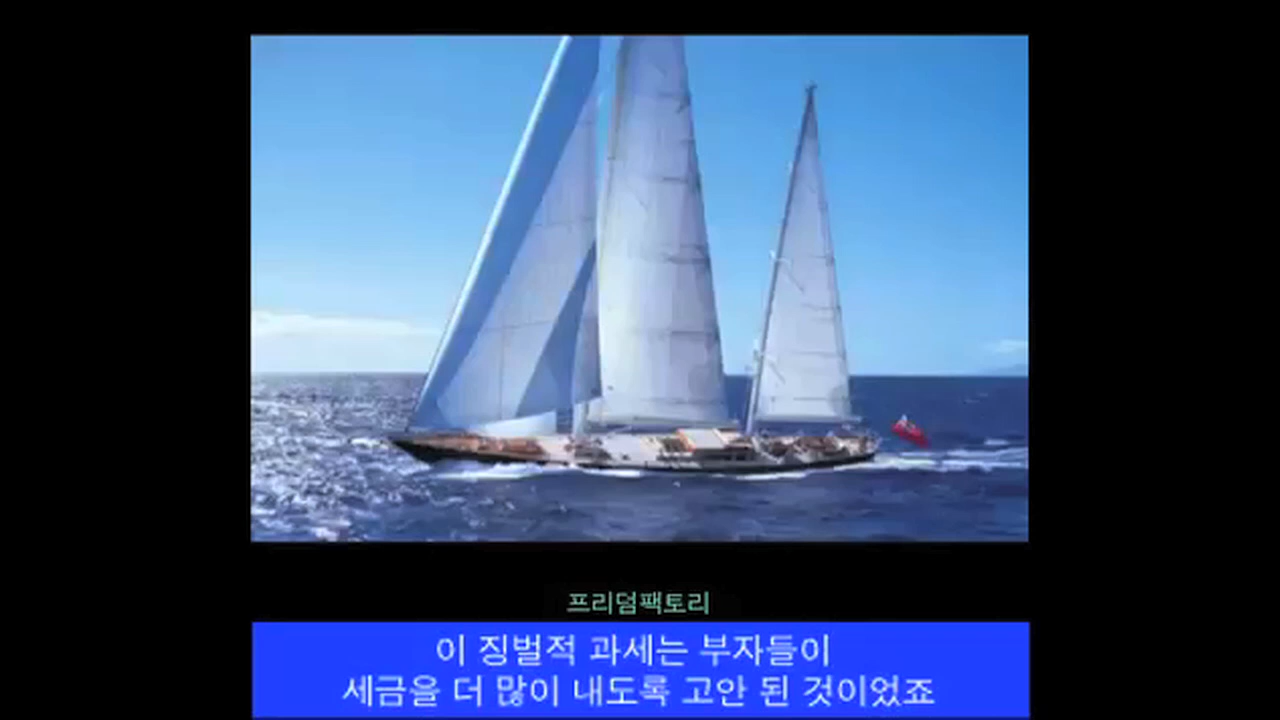 프리덤팩토리
이 징벌적 과세는 부자들이
세금을 더 많이 내도록 고안 된 것이었죠